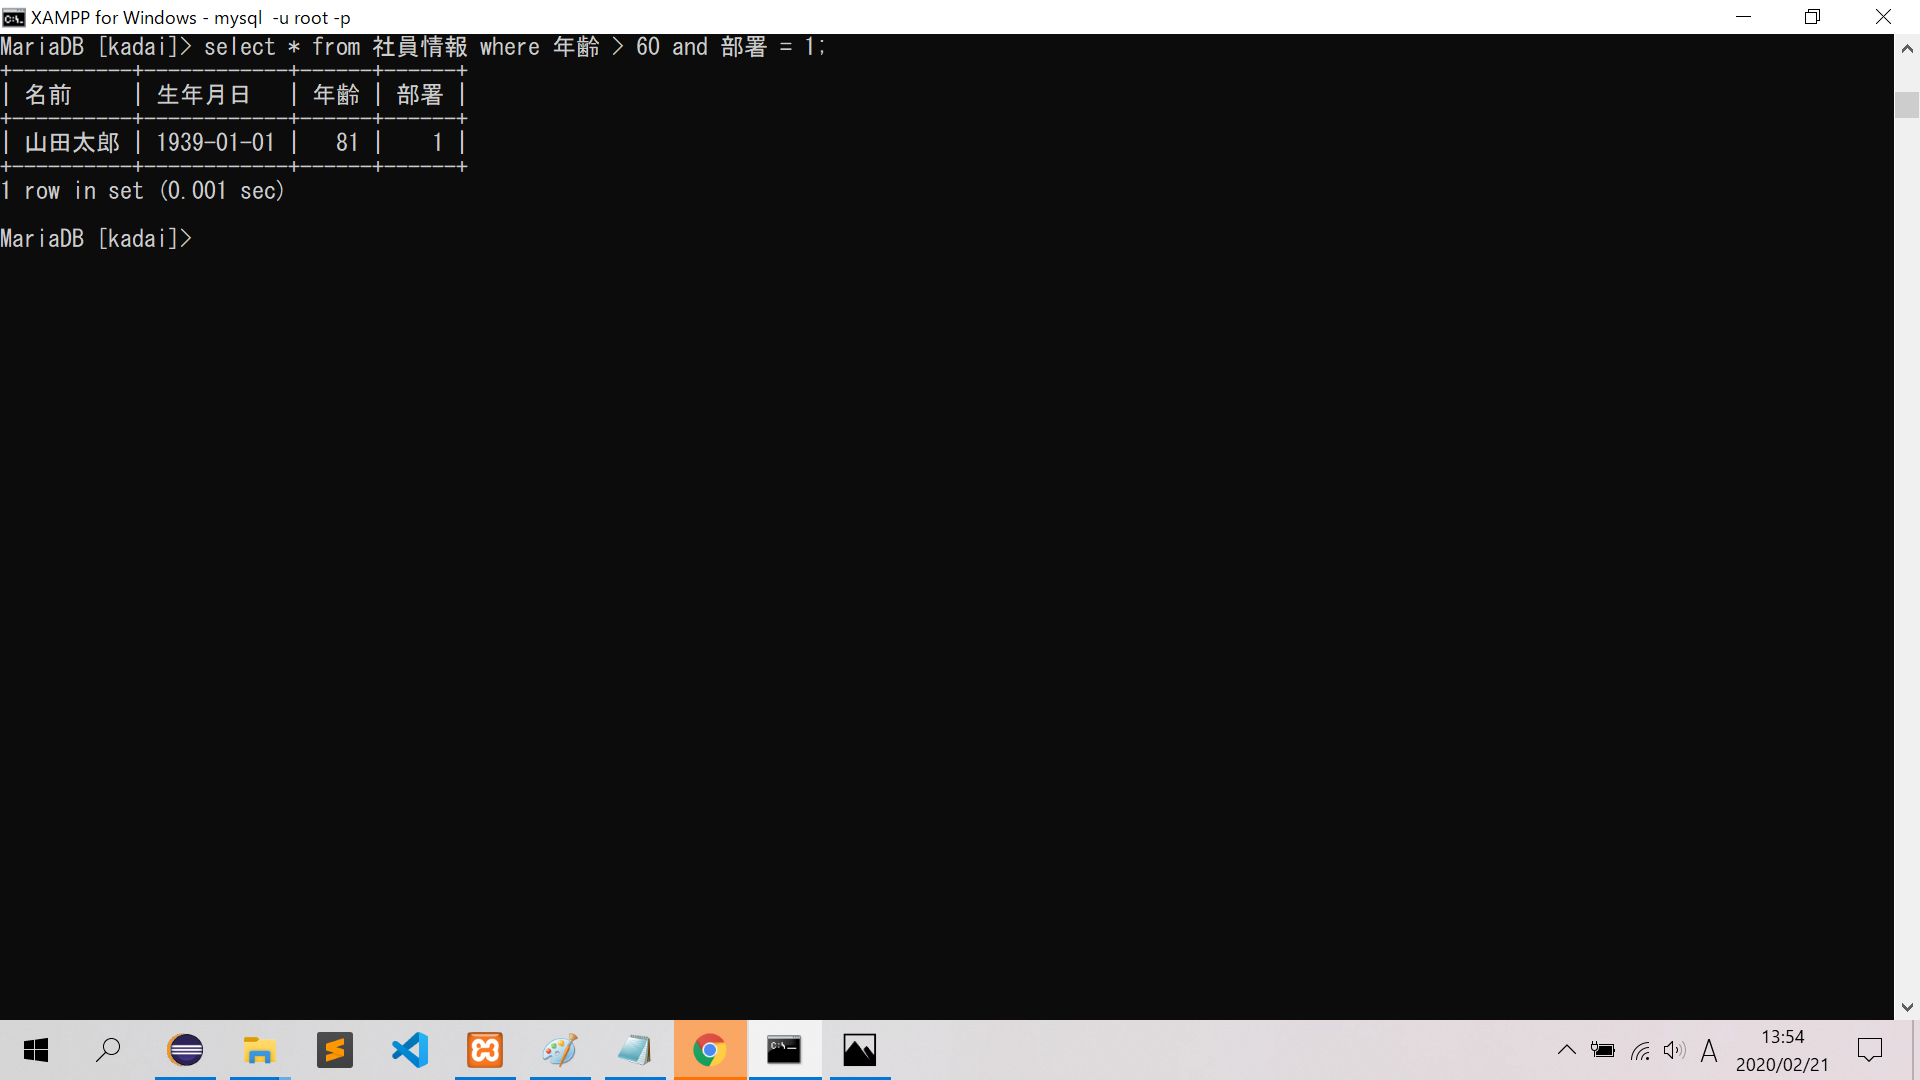 XAMPP for Windows - mysql  -u root -p
MariaDB [kadai]> select * from 社員情報 where 年齢 > 60 and 部署 = 1;
+----------+------------+------+------+
| 名前     | 生年月日   | 年齢 | 部署 |
+----------+------------+------+------+
| 山田太郎 | 1939-01-01 |   81 |    1 |
+----------+------------+------+------+
1 row in set (0.001 sec)
MariaDB [kadai]>
A
13:54
2020/02/21